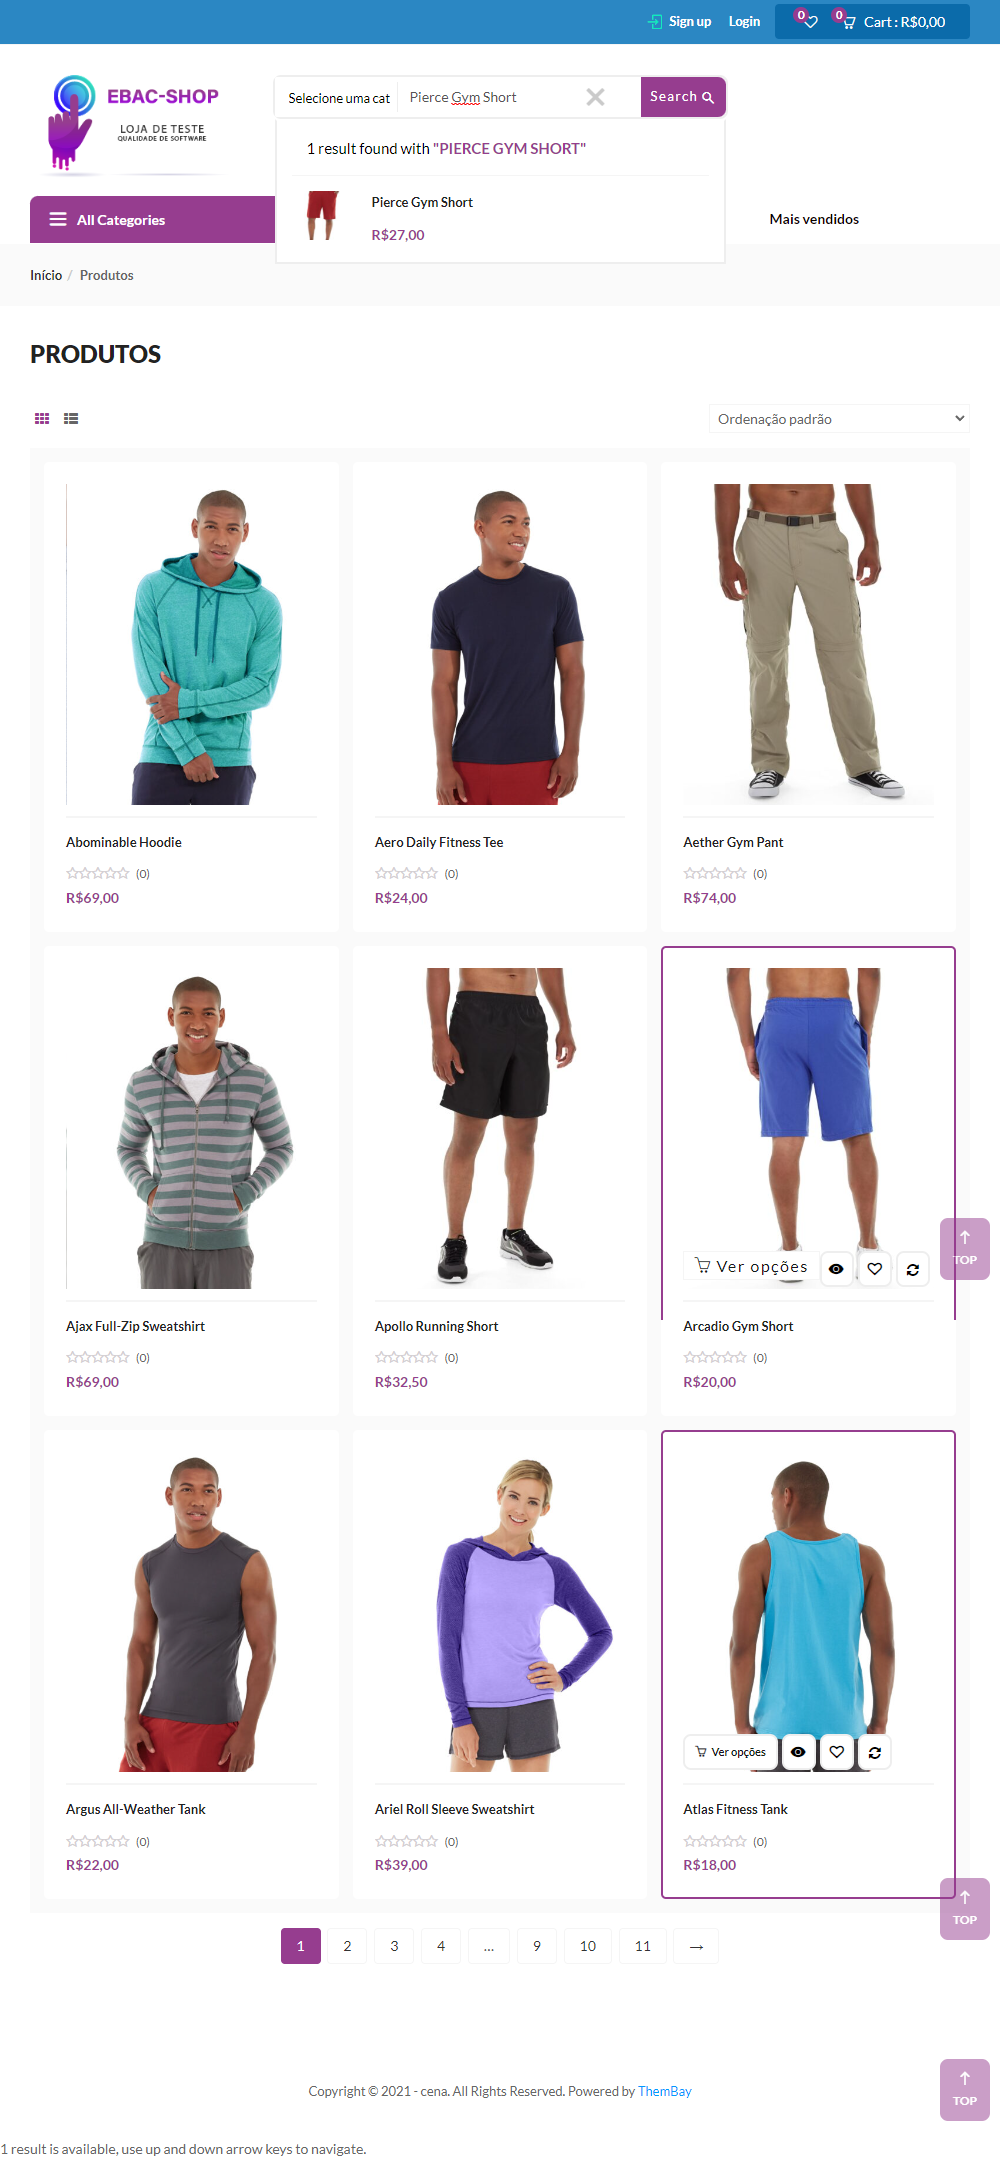 0 0
Sign up Login Cart : R$0,00
EBAC-SHOP
LOJA DE TESTE
QUALIDADE DE SOFTWARE
Selecione uma cat Pierce Gym Short Search
1 result found with "PIERCE GYM SHORT"
Pierce Gym Short
R$27,00
All Categories Mais vendidos
Início / Produtos
PRODUTOS
Ordenação padrão
Abominable Hoodie Aero Daily Fitness Tee Aether Gym Pant
(0) (0) (0)
R$69,00 R$24,00 R$74,00
TOP
Ver opções
Ajax Full-Zip Sweatshirt Apollo Running Short Arcadio Gym Short
(0) (0) (0)
R$69,00 R$32,50 R$20,00
Ver opções
Argus All-Weather Tank Ariel Roll Sleeve Sweatshirt Atlas Fitness Tank
(0) (0) (0)
R$22,00 R$39,00 R$18,00
TOP
1 2 3 4 ... 9 10 11 →
Copyright © 2021 - cena. All Rights Reserved. Powered by ThemBay
TOP
1 result is available, use up and down arrow keys to navigate.